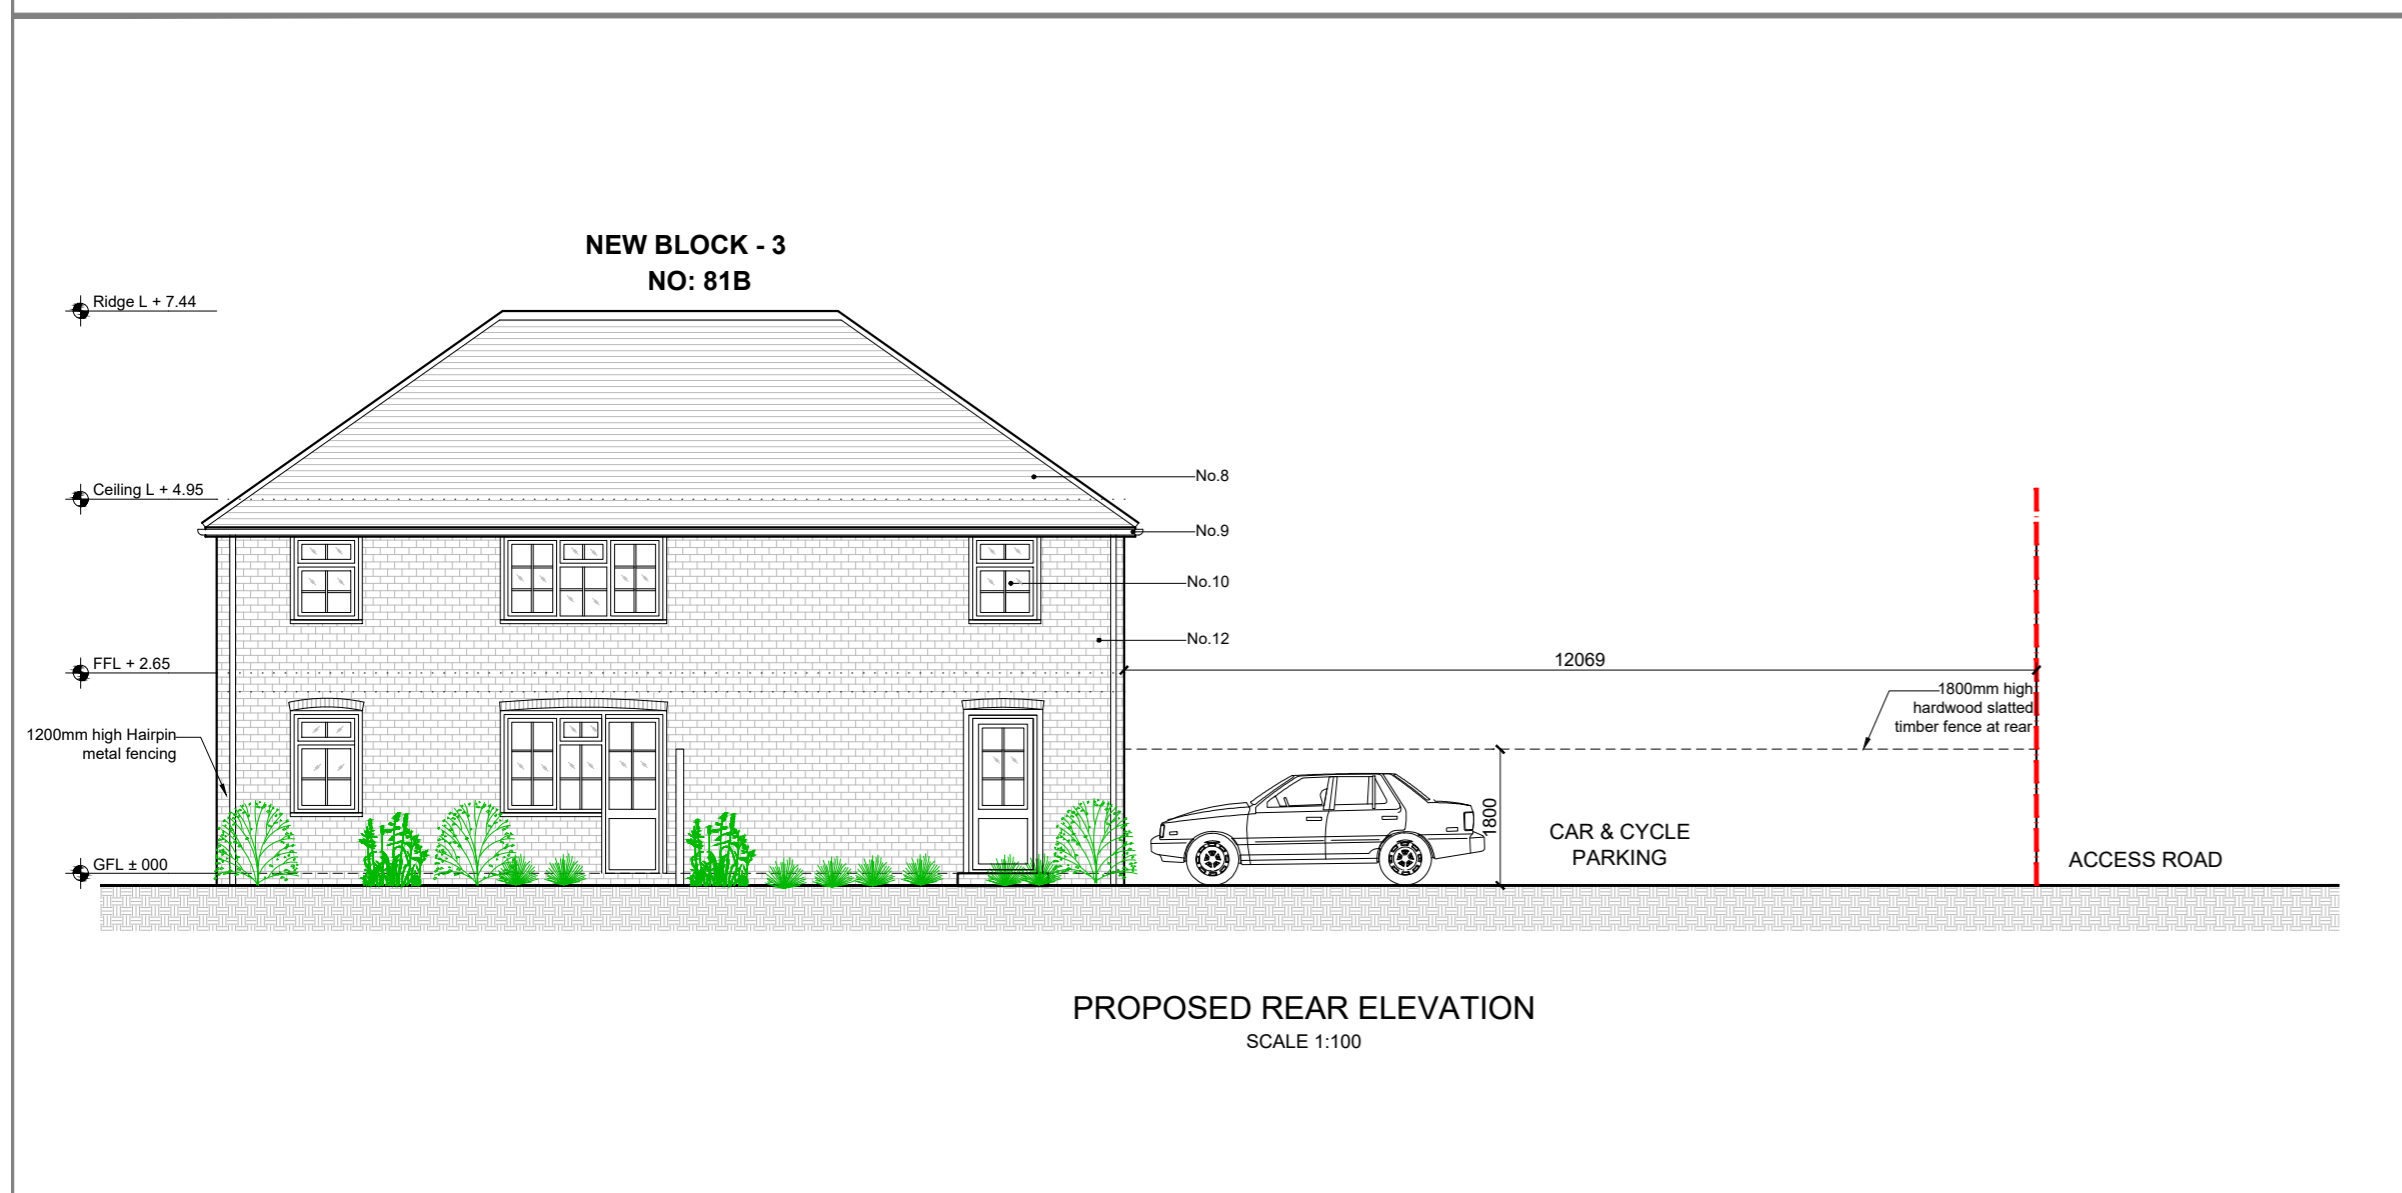 NEW BLOCK - 3
NO: 81B
Ridge L + 7.44
Ceiling L + 4.95
No.8
No.9
No.10
No.12
FFL + 2.65
12069
1800mm high
hardwood slatted
timber fence at rear
1200mm high Hairpin
metal fencing
1800
CAR & CYCLE
PARKING
ACCESS ROAD
GFL ± 000
PROPOSED REAR ELEVATION
SCALE 1:100